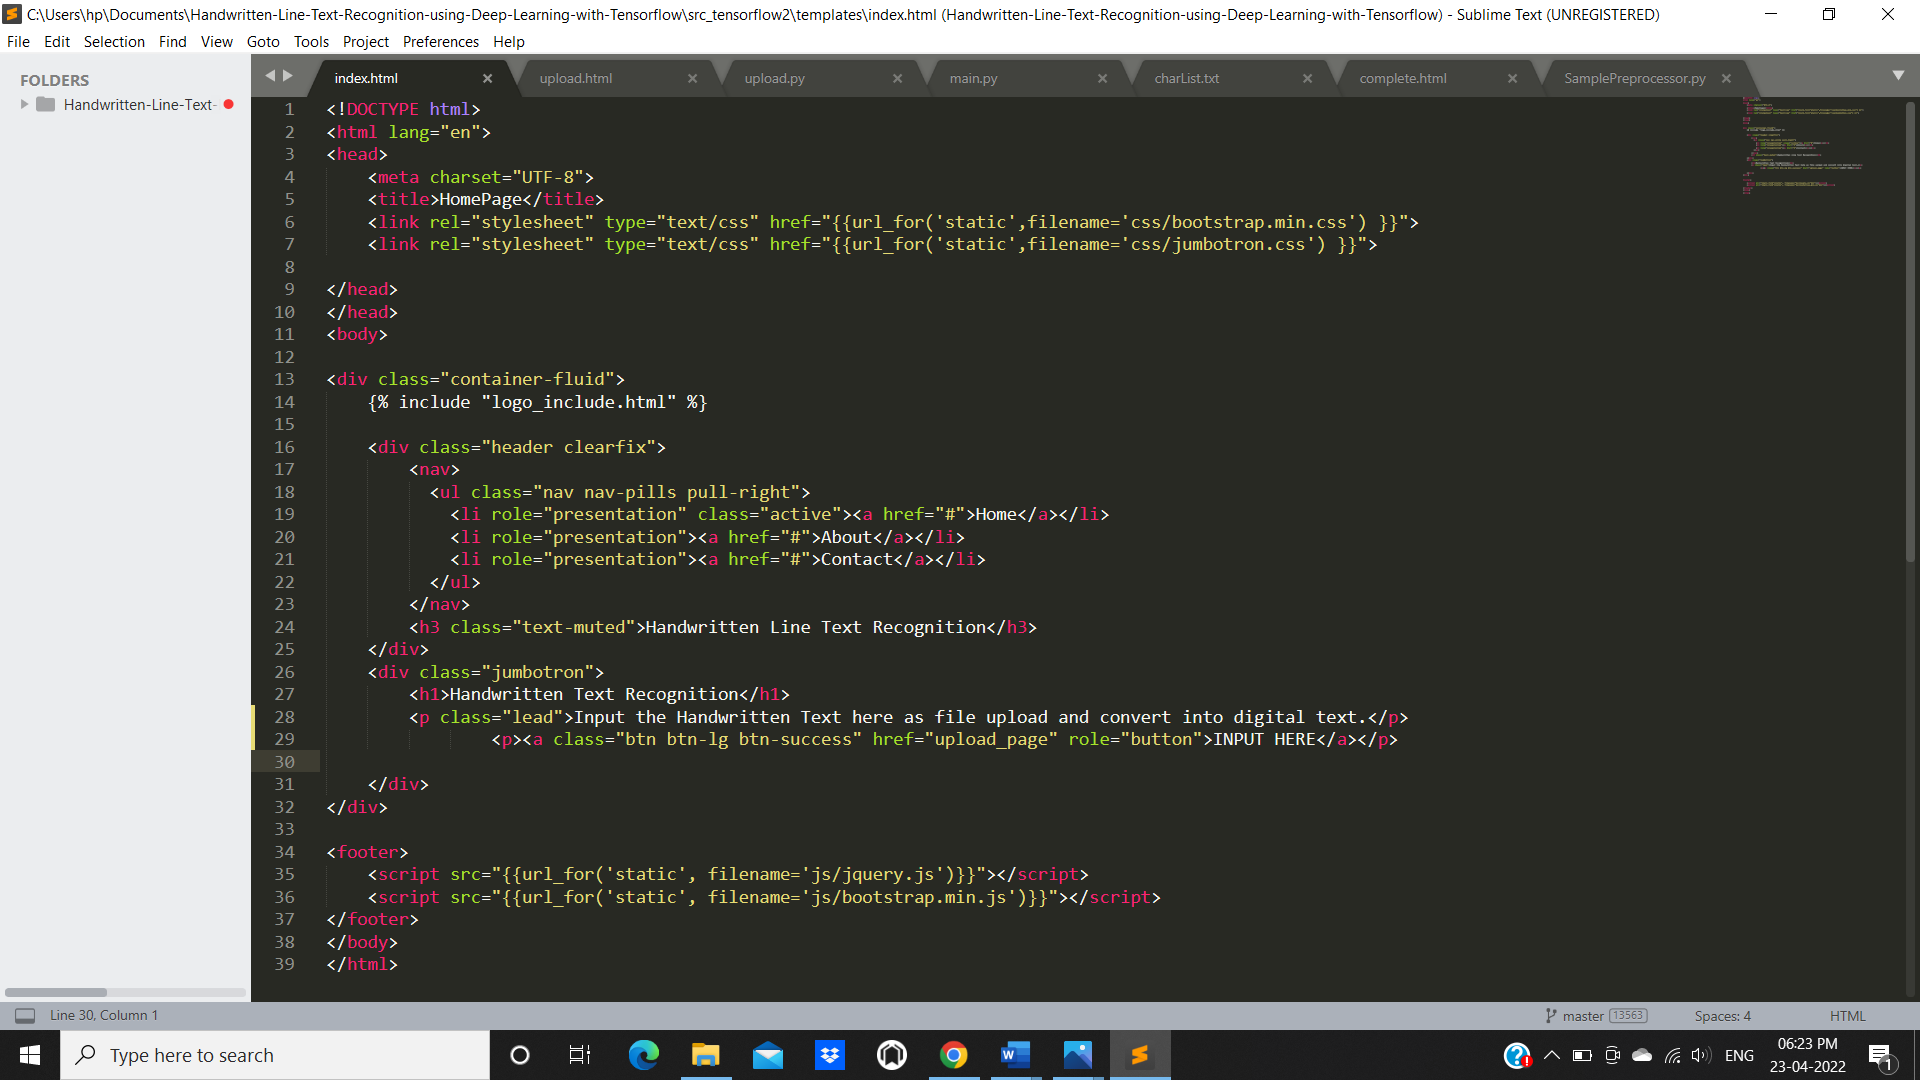 C:\Users\hp\Documents\Handwritten-Line-Text-Recognition-using-Deep-Learning-with-Tensorflow\src_tensorflow2\templates\index.html (Handwritten-Line-Text-Recognition-using-Deep-Learning-with-Tensorflow) - Sublime Text (UNREGISTERED)
File Edit Selection Find View Goto Tools Project Preferences Help
FOLDERS
Handwritten-Line-Text-
index.html upload.html upload.py main.py charList.txt complete.html SamplePreprocessor.py
1 <!DOCTYPE html>
2 <html lang="en">
3 <head>
4     <meta charset="UTF-8">
5     <title>HomePage</title>
6     <link rel="stylesheet" type="text/css" href="{{url_for('static',filename='css/bootstrap.min.css') }}">
7     <link rel="stylesheet" type="text/css" href="{{url_for('static',filename='css/jumbotron.css') }}">
8
9 </head>
10 </head>
11 <body>
12
13 <div class="container-fluid">
14     {% include "logo_include.html" %}
15
16     <div class="header clearfix">
17         <nav>
18           <ul class="nav nav-pills pull-right">
19             <li role="presentation" class="active"><a href="#">Home</a></li>
20             <li role="presentation"><a href="#">About</a></li>
21             <li role="presentation"><a href="#">Contact</a></li>
22           </ul>
23         </nav>
24         <h3 class="text-muted">Handwritten Line Text Recognition</h3>
25     </div>
26     <div class="jumbotron">
27         <h1>Handwritten Text Recognition</h1>
28         <p class="lead">Input the Handwritten Text here as file upload and convert into digital text.</p>
29                 <p><a class="btn btn-lg btn-success" href="upload_page" role="button">INPUT HERE</a></p>
30
31     </div>
32 </div>
33
34 <footer>
35     <script src="{{url_for('static', filename='js/jquery.js')}}"></script>
36     <script src="{{url_for('static', filename='js/bootstrap.min.js')}}"></script>
37 </footer>
38 </body>
39 </html>
Line 30, Column 1 master 13563 Spaces: 4 HTML
Type here to search
ENG 06:23 PM
23-04-2022
1